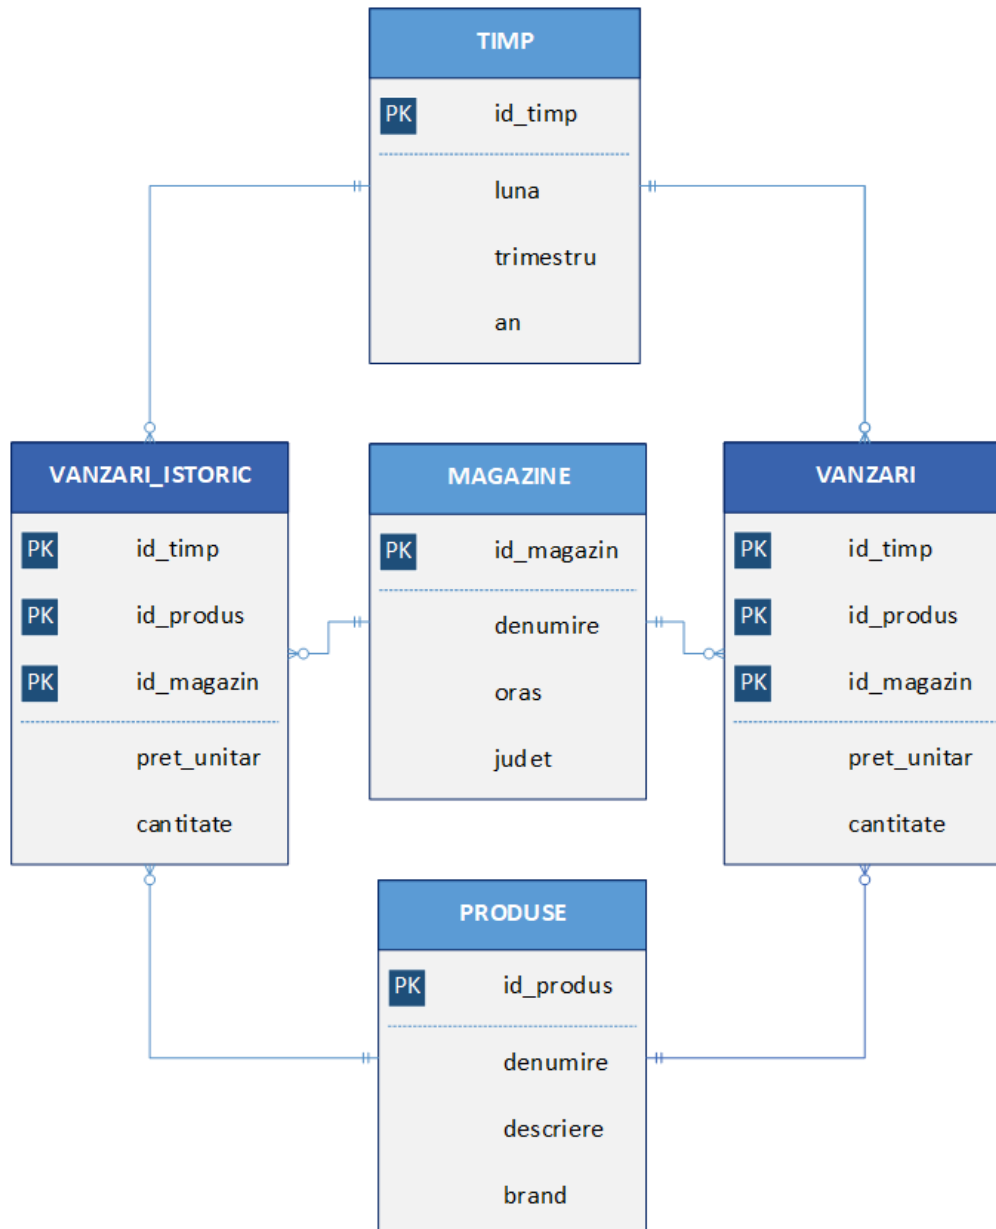 TIMP
PK id_timp
luna
trimestru
an
VANZARI_ISTORIC
PK id_timp
PK id_produs
PK id_magazin
pret_unitar
cantitate
MAGAZINE
PK id_magazin
denumire
oras
judet
VANZARI
PK id_timp
PK id_produs
PK id_magazin
pret_unitar
cantitate
PRODUSE
PK id_produs
denumire
descriere
brand